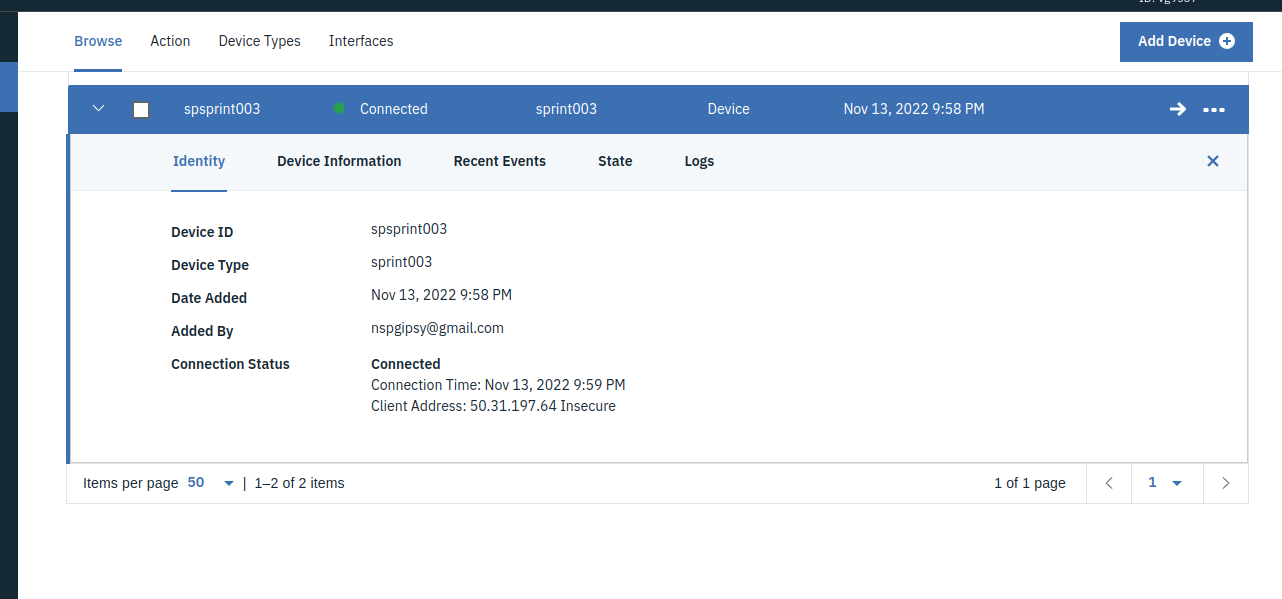 Browse Action Device Types Interfaces Add Device
spsprint003 Connected sprint003 Device Nov 13, 2022 9:58 PM
Identity Device Information Recent Events State Logs
Device ID spsprint003
Device Type sprint003
Date Added Nov 13, 2022 9:58 PM
Added By nspgipsy@gmail.com
Connection Status Connected
Connection Time: Nov 13, 2022 9:59 PM
Client Address: 50.31.197.64 Insecure
Items per page 50 | 1–2 of 2 items 1 of 1 page 1